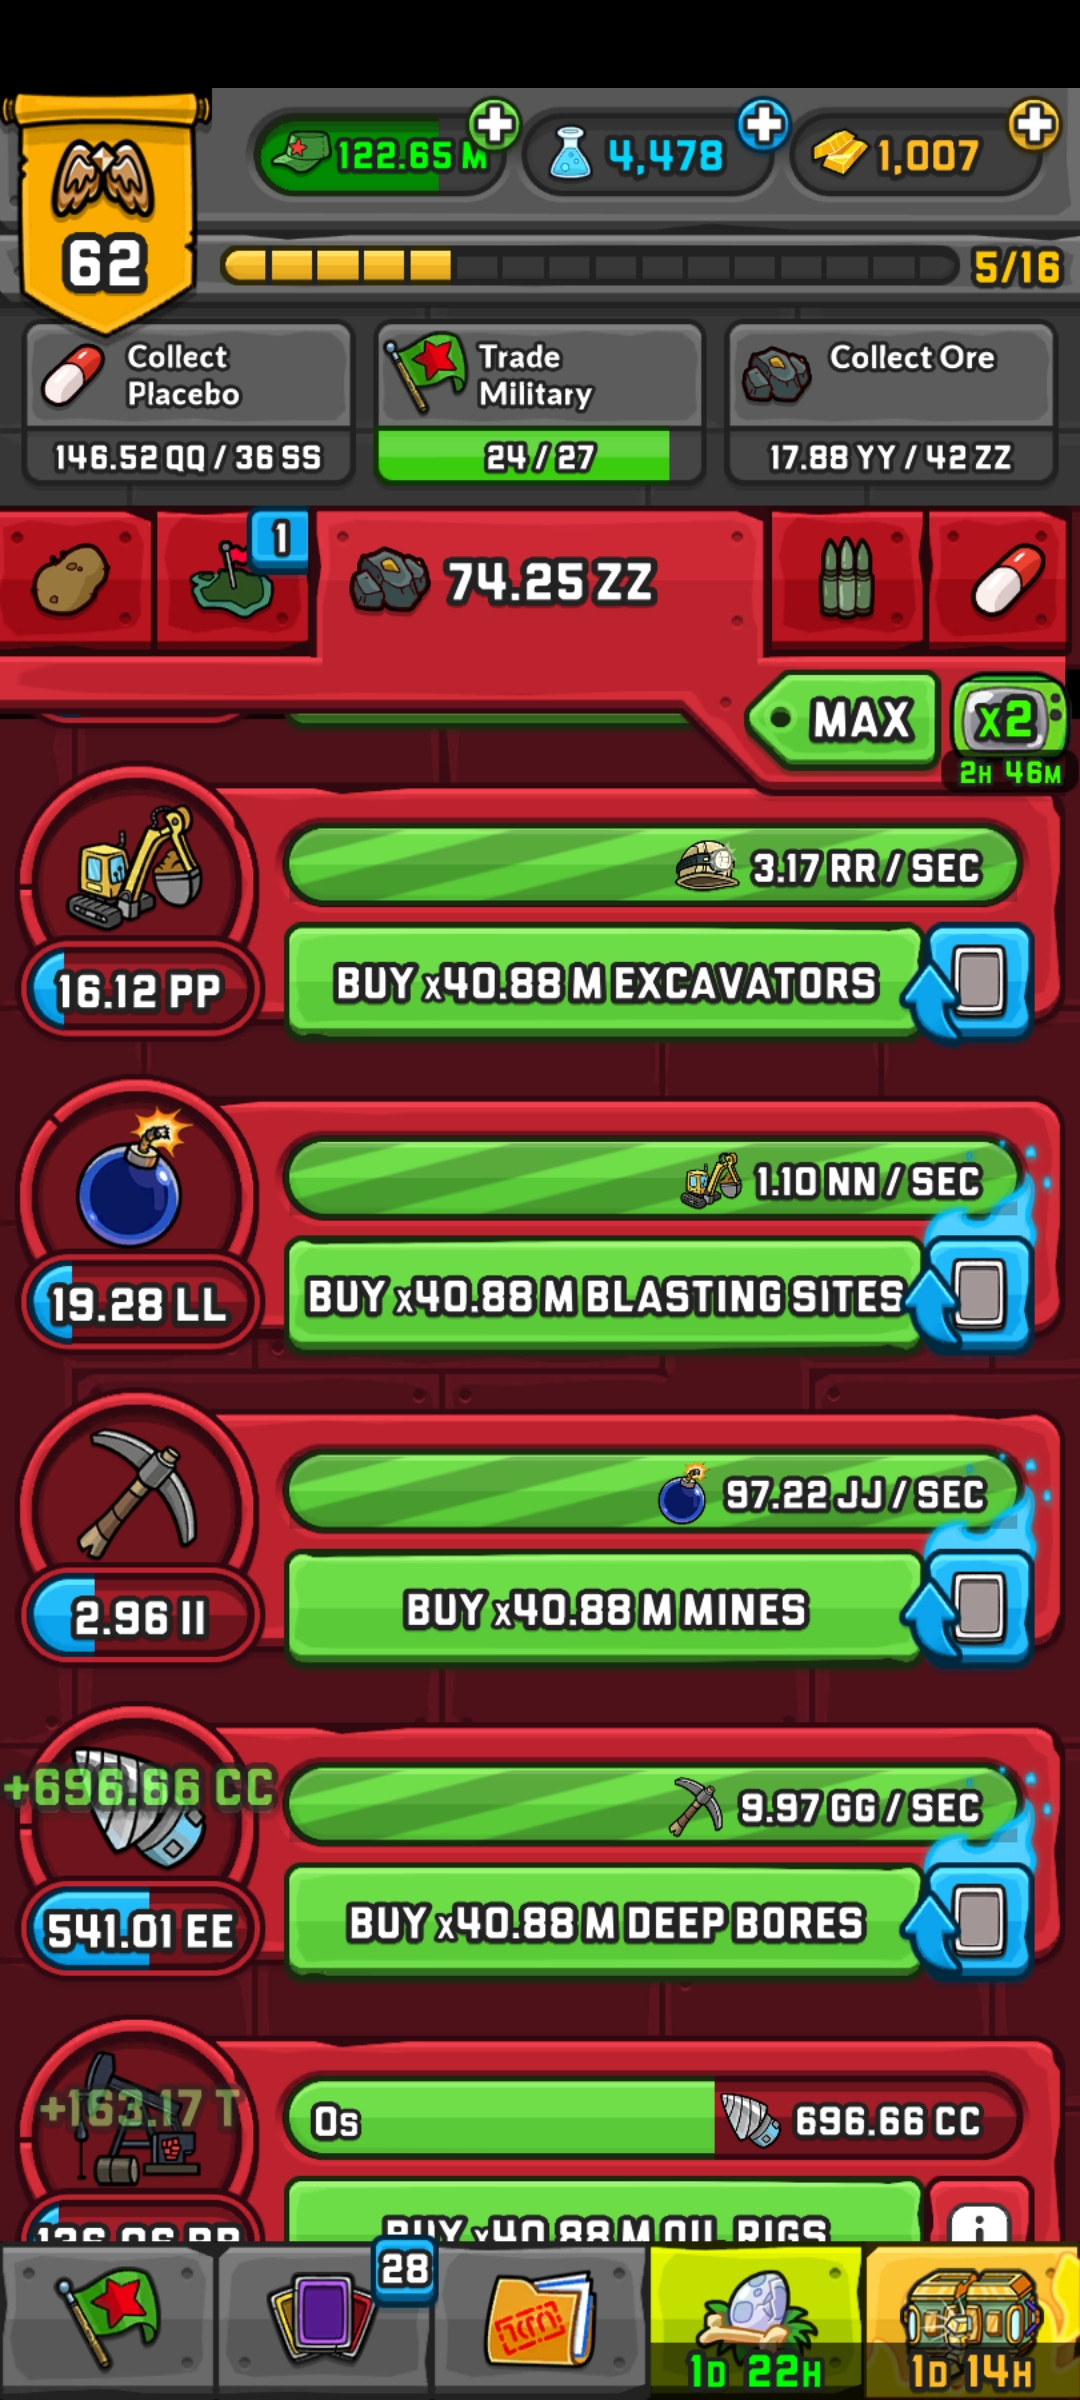 62
122.65 M
4,478
1,007
5/16
Collect Placebo
146.52 QQ / 36 SS
Trade Military
24 / 27
Collect Ore
17.88 YY / 42 ZZ
1
74.25 ZZ
MAX
x2
2H 46M
3.17 RR / SEC
16.12 PP
BUY x40.88 M EXCAVATORS
1.10 NN / SEC
19.28 LL
BUY x40.88 M BLASTING SITES
97.22 JJ / SEC
2.96 II
BUY x40.88 M MINES
+696.66 CC
9.97 GG / SEC
541.01 EE
BUY x40.88 M DEEP BORES
+163.17 T
0s
696.66 CC
BUY x40.88 M OIL RIGS
i
28
1D 22H
1D 14H